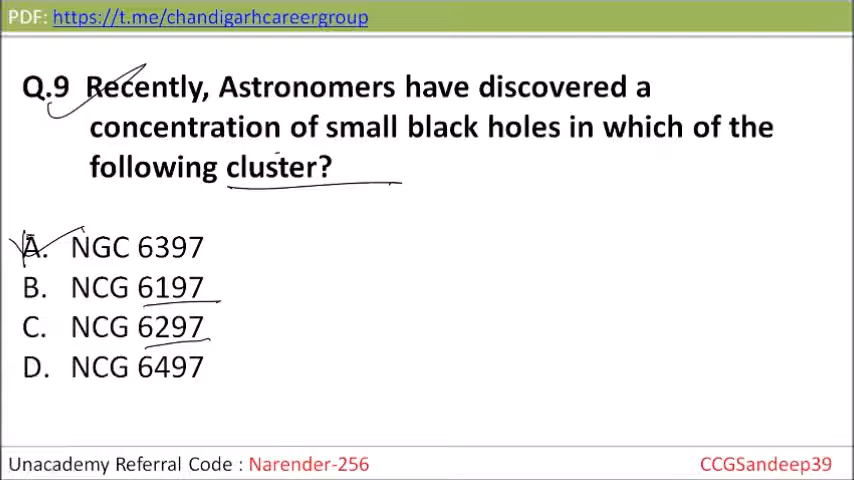 PDF: https://t.me/chandigarhcareergroup
Q.9 Recently, Astronomers have discovered a
concentration of small black holes in which of the
following cluster?
A. NGC 6397
B. NCG 6197
C. NCG 6297
D. NCG 6497
Unacademy Referral Code : Narender-256
CCGSandeep39